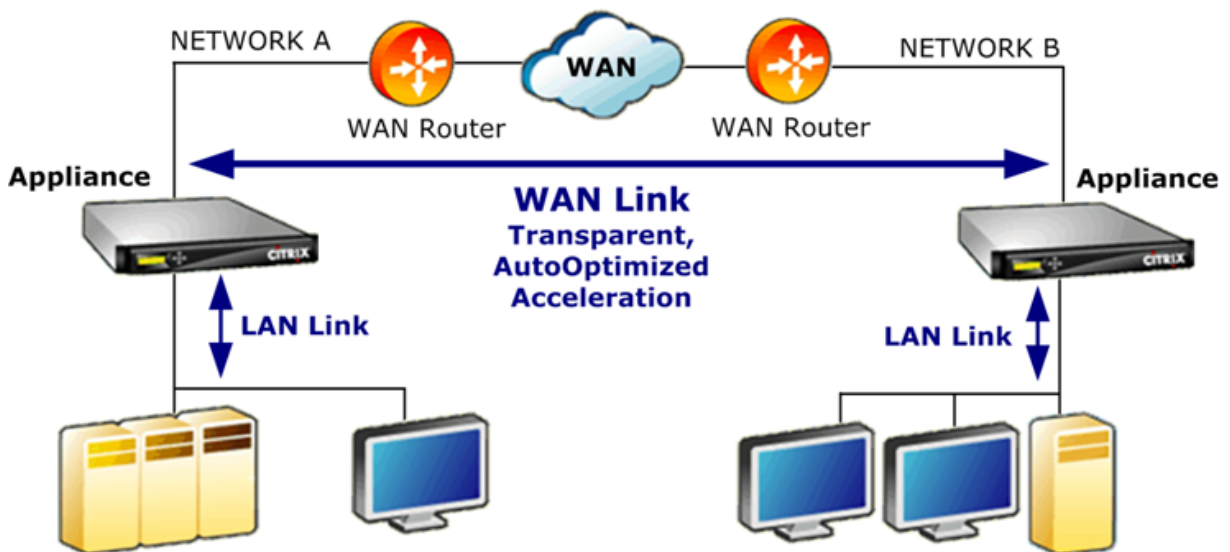 NETWORK A
WAN
NETWORK B
WAN Router
WAN Router
Appliance
Appliance
WAN Link
Transparent,
AutoOptimized
Acceleration
CITRIX
CITRIX
LAN Link
LAN Link